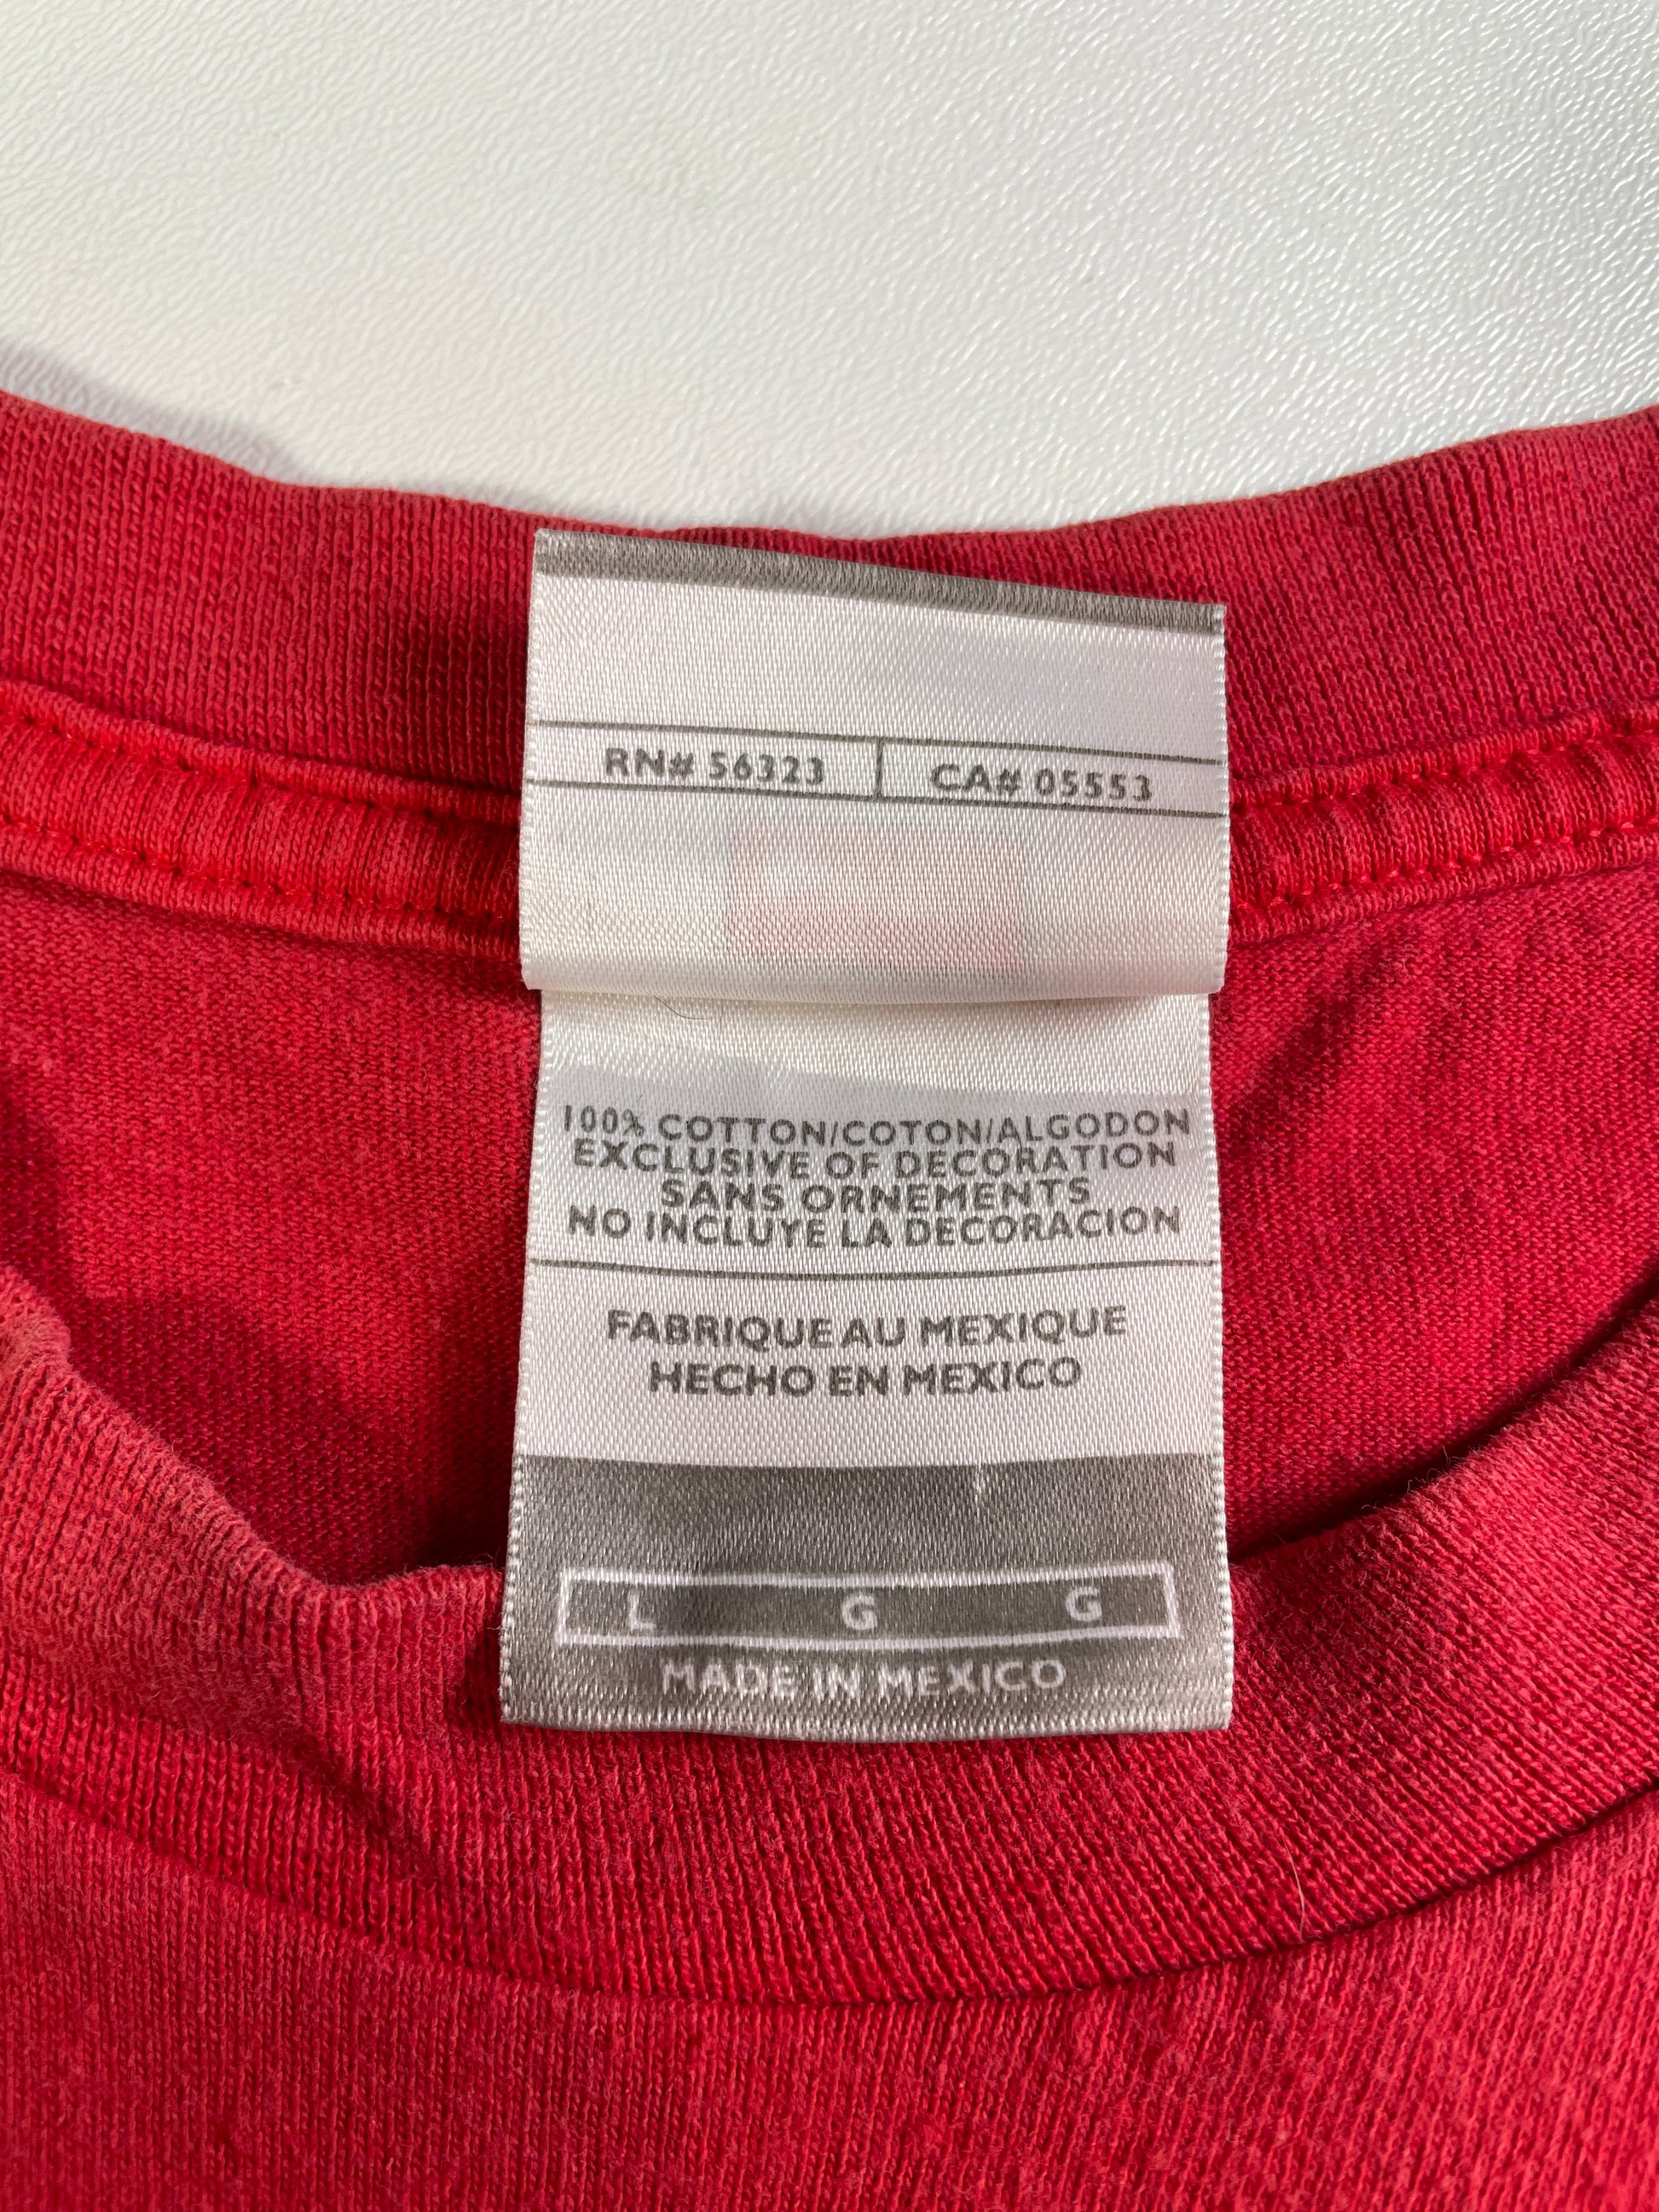 RN# 56323 CA# 05553
100% COTTON/COTON/ALGODON
EXCLUSIVE OF DECORATION
SANS ORNEMENTS
NO INCLUYE LA DECORACION
FABRIQUE AU MEXIQUE
HECHO EN MEXICO
L G G
MADE IN MEXICO